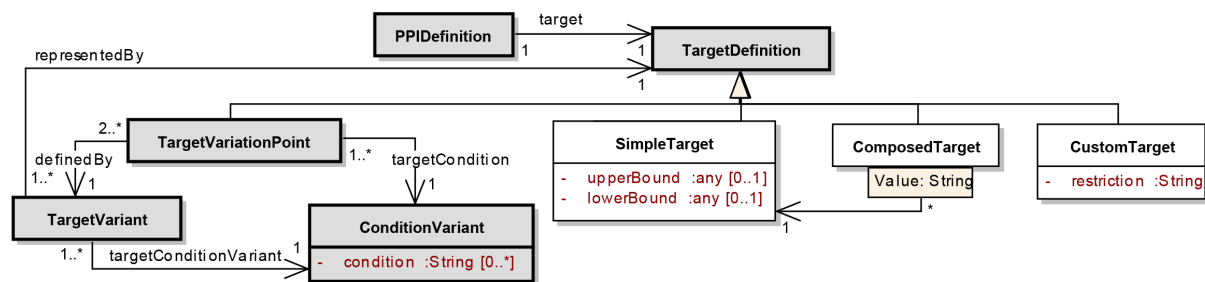 target
PPIDefinition
1
1
TargetDefinition
representedBy
1
TargetVariationPoint
2..*
1..*
definedBy
targetCondition
1..*
1
1
TargetVariant
1..*
targetConditionVariant
1
ConditionVariant
- condition :String [0..*]
SimpleTarget
- upperBound :any [0..1]
- lowerBound :any [0..1]
1
ComposedTarget
Value: String
*
CustomTarget
- restriction :String